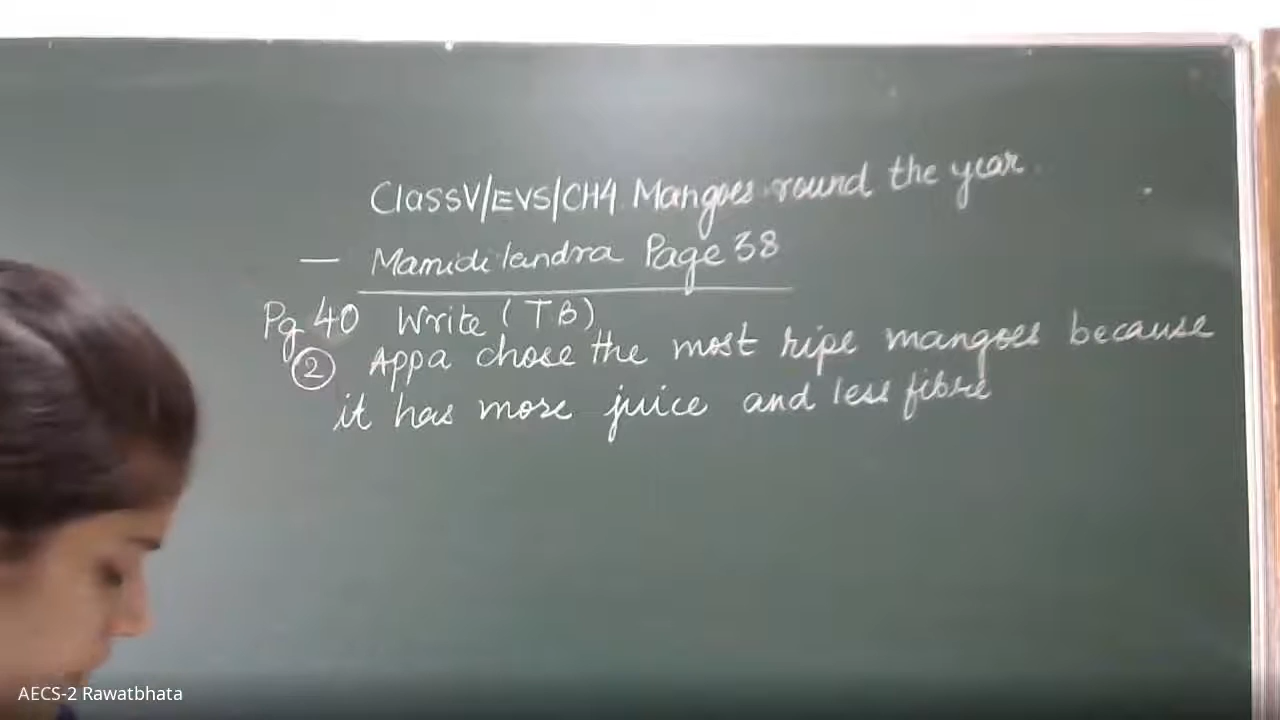 ClassV/EVS/CH4 Mangoes round the year
— Mamidi tandra Page 38
Pg 40 Write (TB)
② Appa chose the most ripe mangoes because
it has more juice and less fibre
AECS-2 Rawatbhata